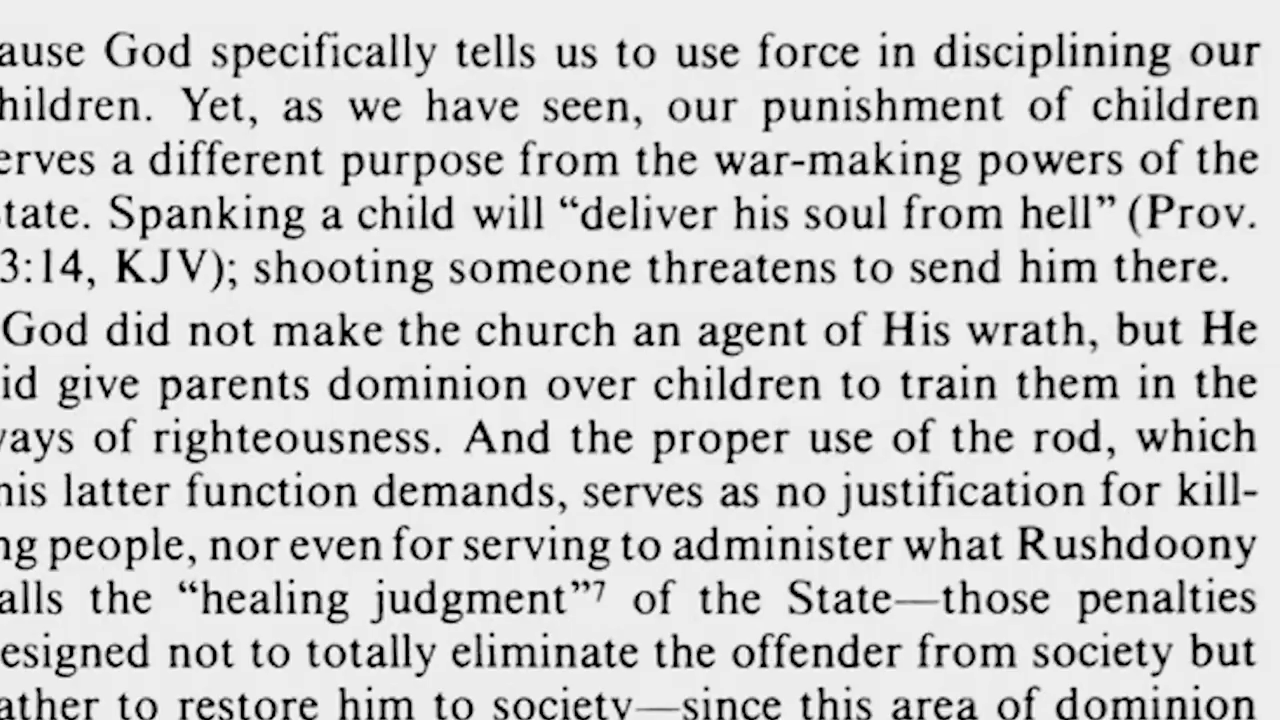 ause God specifically tells us to use force in disciplining our
hildren. Yet, as we have seen, our punishment of children
erves a different purpose from the war-making powers of the
tate. Spanking a child will “deliver his soul from hell” (Prov.
3:14, KJV); shooting someone threatens to send him there.
God did not make the church an agent of His wrath, but He
id give parents dominion over children to train them in the
ays of righteousness. And the proper use of the rod, which
his latter function demands, serves as no justification for kill-
ng people, nor even for serving to administer what Rushdoony
alls the “healing judgment”⁷ of the State—those penalties
esigned not to totally eliminate the offender from society but
ather to restore him to society—since this area of dominion